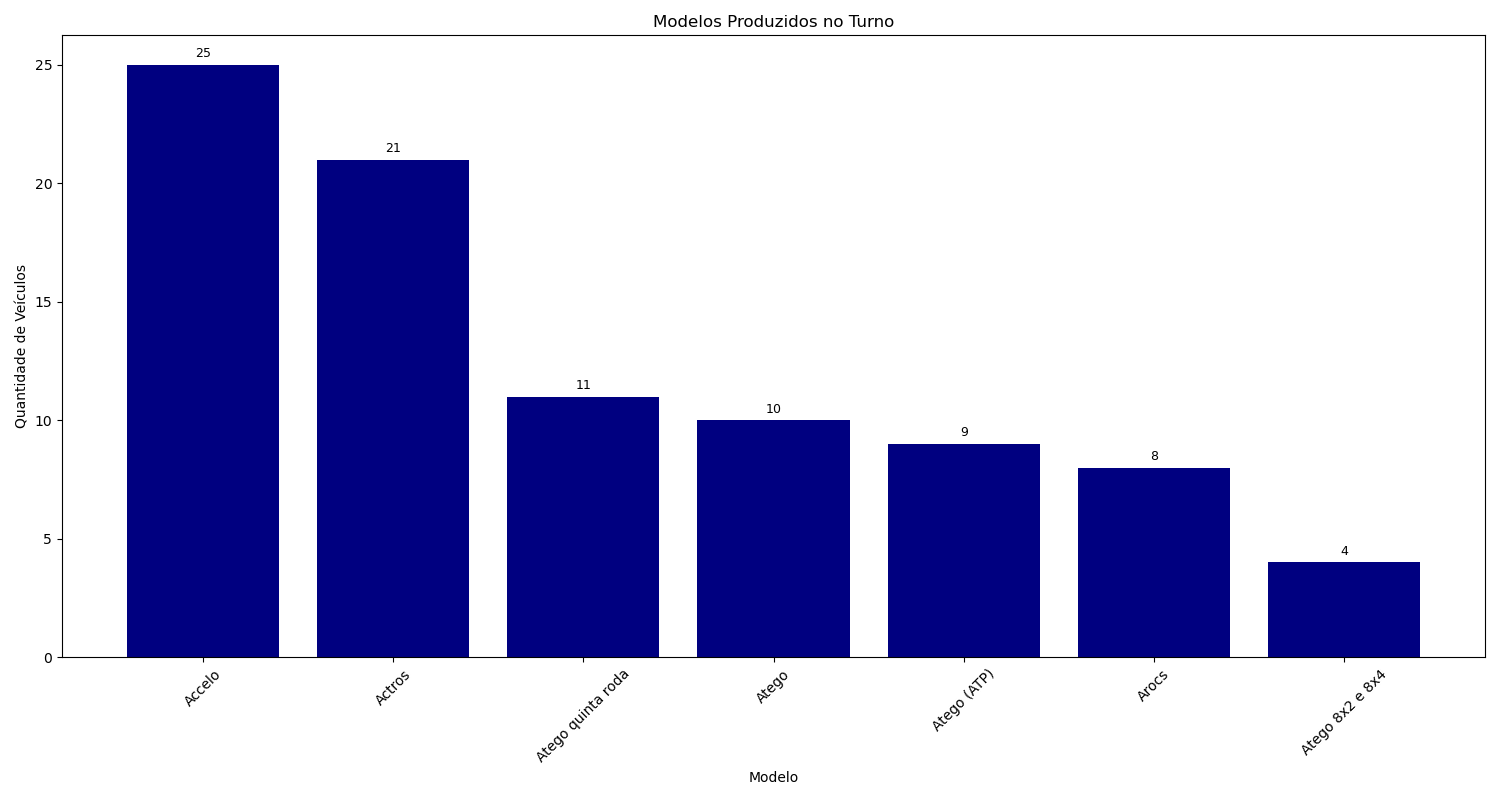 Modelos Produzidos no Turno
Quantidade de Veículos
25
20
15
10
5
0
25
21
11
10
9
8
4
Accelo
Actros
Atego quinta roda
Atego
Atego (ATP)
Arocs
Atego 8x2 e 8x4
Modelo